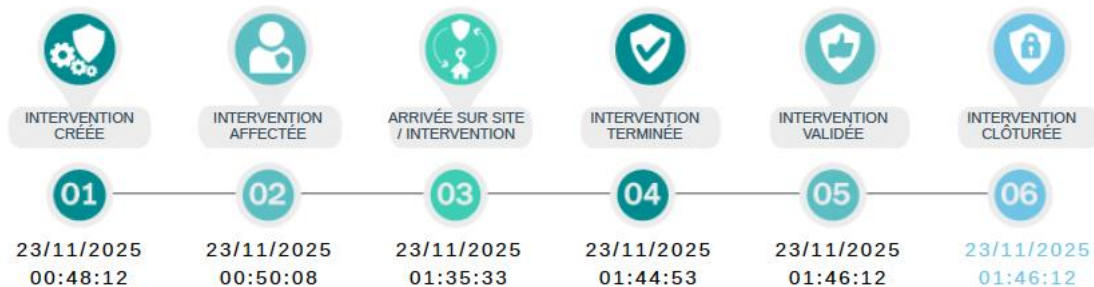 INTERVENTION
CRÉÉE
INTERVENTION
AFFECTÉE
ARRIVÉE SUR SITE
/ INTERVENTION
INTERVENTION
TERMINÉE
INTERVENTION
VALIDÉE
INTERVENTION
CLÔTURÉE
01
02
03
04
05
06
23/11/2025
00:48:12
23/11/2025
00:50:08
23/11/2025
01:35:33
23/11/2025
01:44:53
23/11/2025
01:46:12
23/11/2025
01:46:12